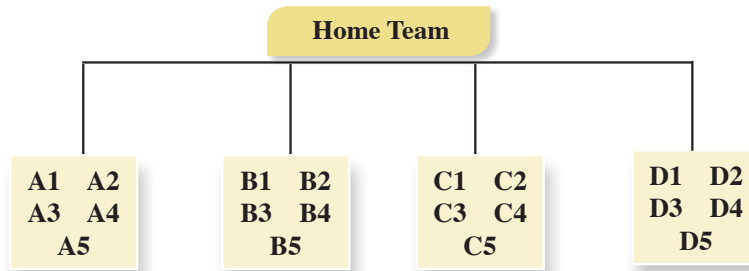 Home Team
A1 A2
A3 A4
A5
B1 B2
B3 B4
B5
C1 C2
C3 C4
C5
D1 D2
D3 D4
D5